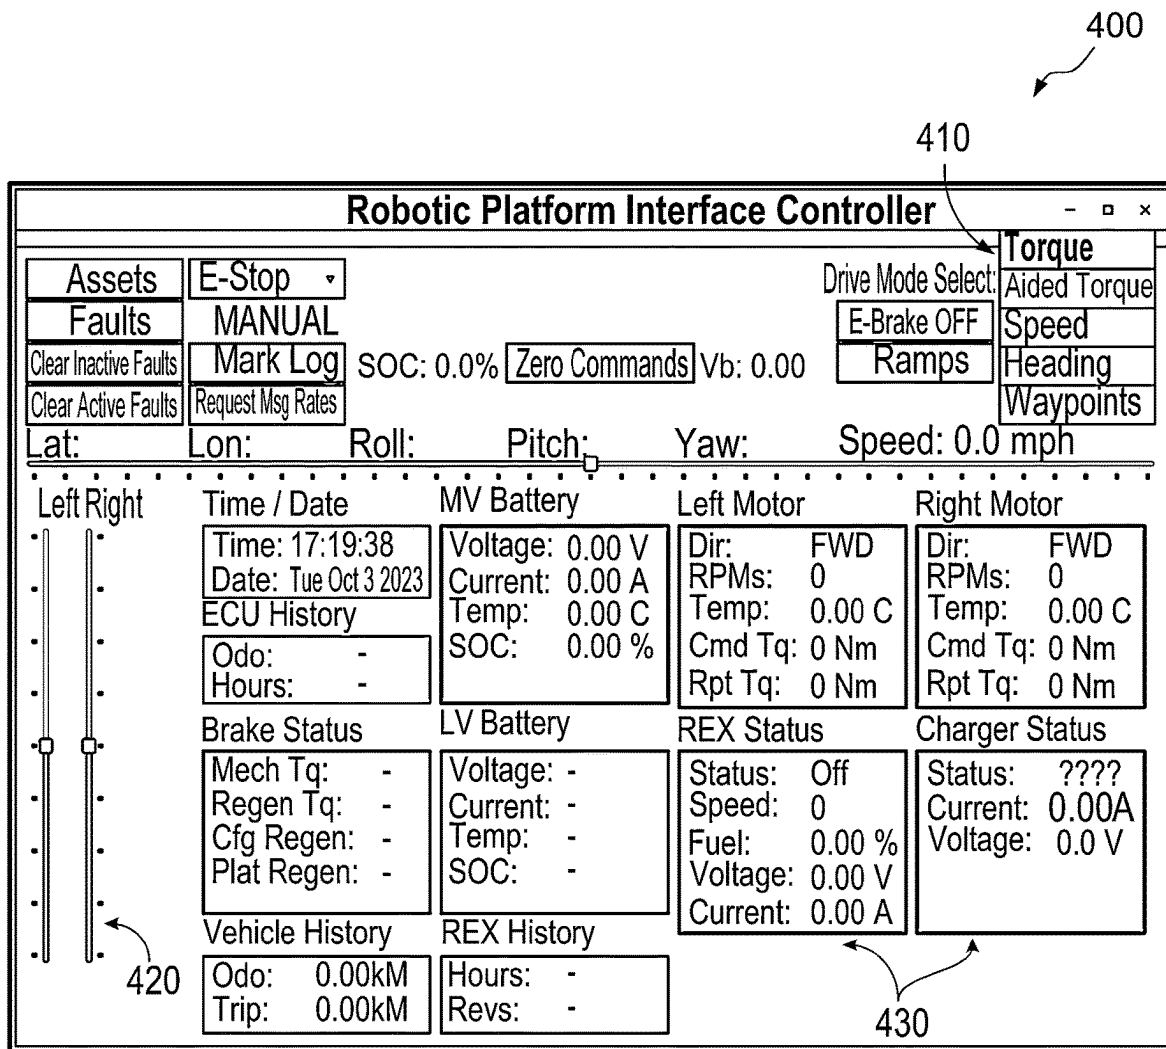 400
410
Robotic Platform Interface Controller
Assets
E-Stop
Drive Mode Select:
Torque
Aided Torque
Speed
Heading
Waypoints
Faults
MANUAL
E-Brake OFF
Clear Inactive Faults
Mark Log
SOC: 0.0%
Zero Commands
Vb: 0.00
Ramps
Clear Active Faults
Request Msg Rates
Lat: Lon: Roll: Pitch: Yaw: Speed: 0.0 mph
Left Right
Time / Date
Time: 17:19:38
Date: Tue Oct 3 2023
ECU History
Odo: -
Hours: -
Brake Status
Mech Tq: -
Regen Tq: -
Cfg Regen: -
Plat Regen: -
Vehicle History
Odo: 0.00kM
Trip: 0.00kM
MV Battery
Voltage: 0.00 V
Current: 0.00 A
Temp: 0.00 C
SOC: 0.00 %
LV Battery
Voltage: -
Current: -
Temp: -
SOC: -
REX History
Hours: -
Revs: -
Left Motor
Dir: FWD
RPMs: 0
Temp: 0.00 C
Cmd Tq: 0 Nm
Rpt Tq: 0 Nm
REX Status
Status: Off
Speed: 0
Fuel: 0.00 %
Voltage: 0.00 V
Current: 0.00 A
Right Motor
Dir: FWD
RPMs: 0
Temp: 0.00 C
Cmd Tq: 0 Nm
Rpt Tq: 0 Nm
Charger Status
Status: ????
Current: 0.00A
Voltage: 0.0 V
420
430